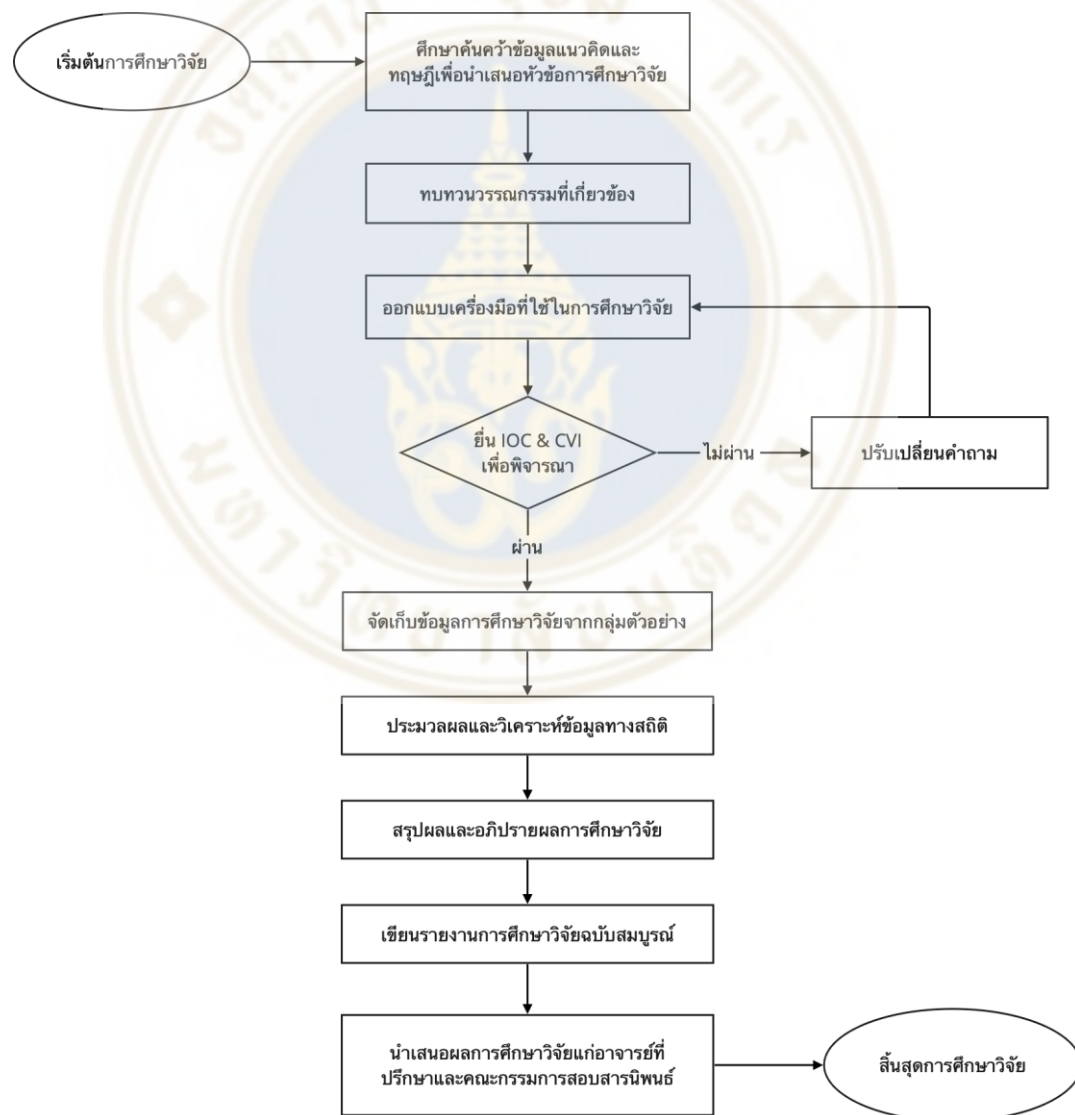 เริ่มต้นการศึกษาวิจัย
ศึกษาค้นคว้าข้อมูลแนวคิดและ
ทฤษฎีเพื่อนำเสนอหัวข้อการศึกษาวิจัย
ทบทวนวรรณกรรมที่เกี่ยวข้อง
ออกแบบเครื่องมือที่ใช้ในการศึกษาวิจัย
ยื่น IOC & CVI
เพื่อพิจารณา
ไม่ผ่าน
ปรับเปลี่ยนคำถาม
ผ่าน
จัดเก็บข้อมูลการศึกษาวิจัยจากกลุ่มตัวอย่าง
ประมวลผลและวิเคราะห์ข้อมูลทางสถิติ
สรุปผลและอภิปรายผลการศึกษาวิจัย
เขียนรายงานการศึกษาวิจัยฉบับสมบูรณ์
นำเสนอผลการศึกษาวิจัยแก่อาจารย์ที่
ปรึกษาและคณะกรรมการสอบสารนิพนธ์
สิ้นสุดการศึกษาวิจัย
มหาวิทยาลัยมหิดล